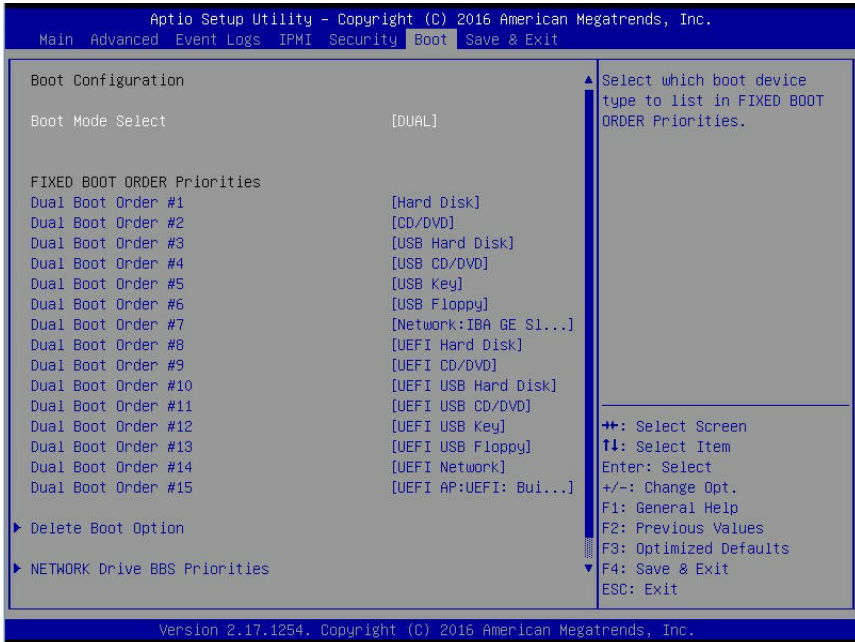 Aptio Setup Utility – Copyright (C) 2016 American Megatrends, Inc.
Main Advanced Event Logs IPMI Security Boot Save & Exit
Boot Configuration
Boot Mode Select [DUAL]
FIXED BOOT ORDER Priorities
Dual Boot Order #1 [Hard Disk]
Dual Boot Order #2 [CD/DVD]
Dual Boot Order #3 [USB Hard Disk]
Dual Boot Order #4 [USB CD/DVD]
Dual Boot Order #5 [USB Key]
Dual Boot Order #6 [USB Floppy]
Dual Boot Order #7 [Network:IBA GE Sl...]
Dual Boot Order #8 [UEFI Hard Disk]
Dual Boot Order #9 [UEFI CD/DVD]
Dual Boot Order #10 [UEFI USB Hard Disk]
Dual Boot Order #11 [UEFI USB CD/DVD]
Dual Boot Order #12 [UEFI USB Key]
Dual Boot Order #13 [UEFI USB Floppy]
Dual Boot Order #14 [UEFI Network]
Dual Boot Order #15 [UEFI AP:UEFI: Bui...]
Delete Boot Option
NETWORK Drive BBS Priorities
Select which boot device
type to list in FIXED BOOT
ORDER Priorities.
→←: Select Screen
↑↓: Select Item
Enter: Select
+/-: Change Opt.
F1: General Help
F2: Previous Values
F3: Optimized Defaults
F4: Save & Exit
ESC: Exit
Version 2.17.1254. Copyright (C) 2016 American Megatrends, Inc.